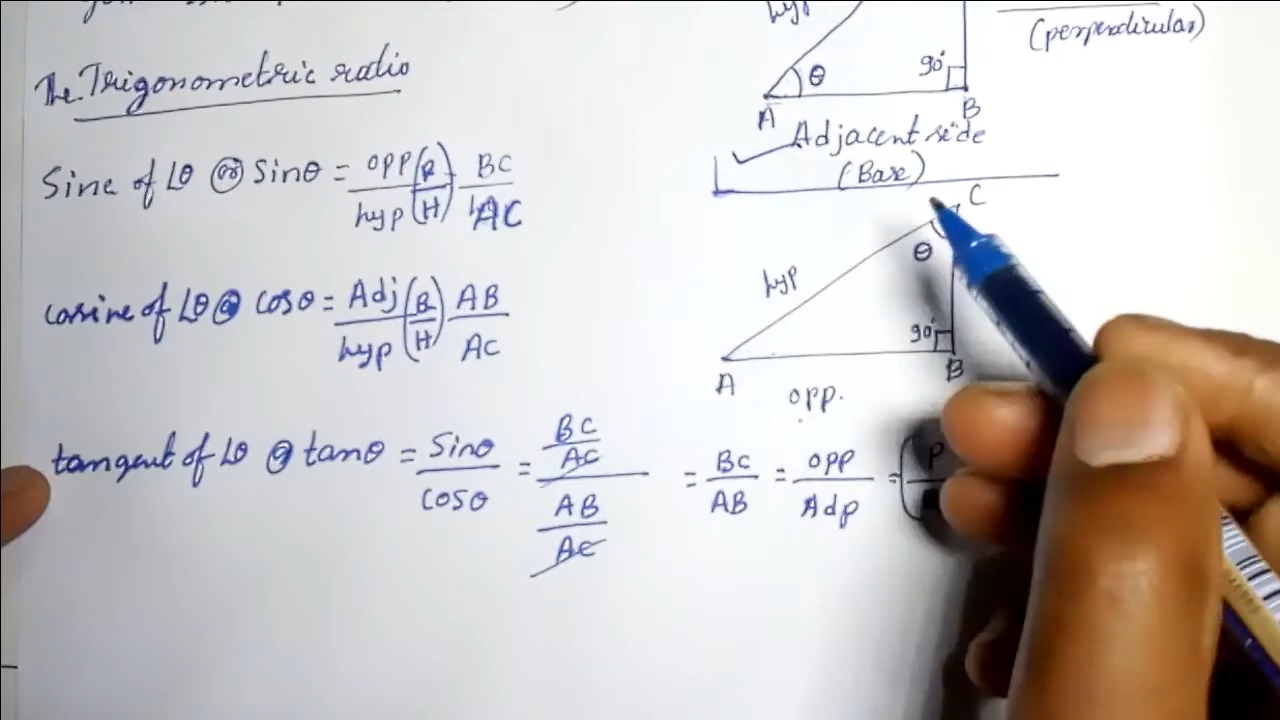 hyp
(perpendicular)
The Trigonometric ratio
θ 90°
A B
Adjacent side
(Base)
Sine of ∠θ or Sinθ = opp/hyp (P/H) BC/AC
C
θ
hyp
90°
A B
opp.
cosine of ∠θ or cosθ = Adj/hyp (B/H) AB/AC
tangent of ∠θ or tanθ = Sinθ/cosθ = BC/AC / AB/AC = BC/AB = opp/Adp = (P